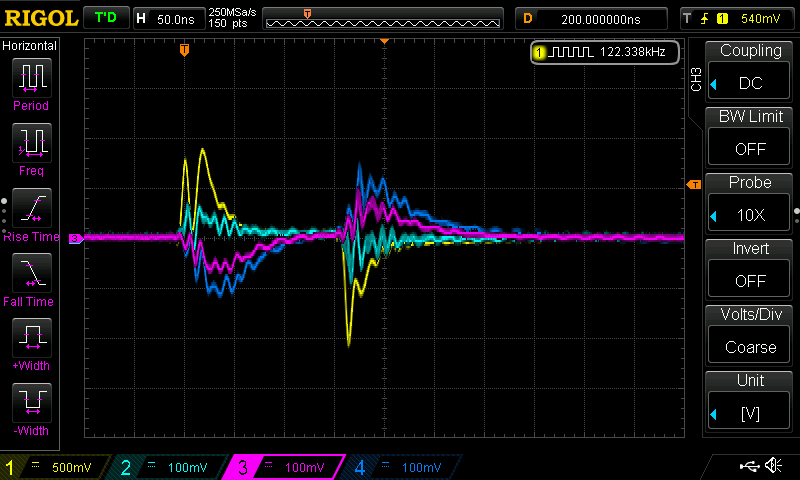 RIGOL T'D H 50.0ns 250MSa/s 150 pts T D 200.000000ns T 1 540mV
Horizontal
Period
Freq
Rise Time
Fall Time
+Width
-Width
T
1 122.338kHz
T
3
CH3
Coupling
DC
BW Limit
OFF
Probe
10X
Invert
OFF
Volts/Div
Coarse
Unit
[V]
1 500mV 2 100mV 3 100mV 4 100mV